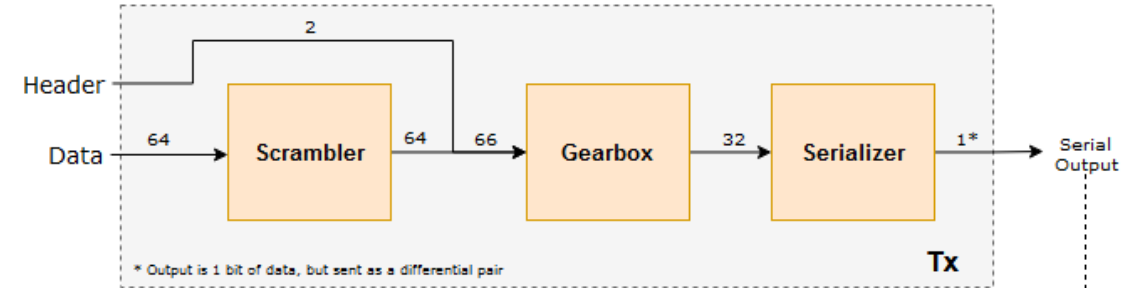 2
Header
Data
64
Scrambler
64
66
Gearbox
32
Serializer
1*
Serial
Output
* Output is 1 bit of data, but sent as a differential pair
Tx